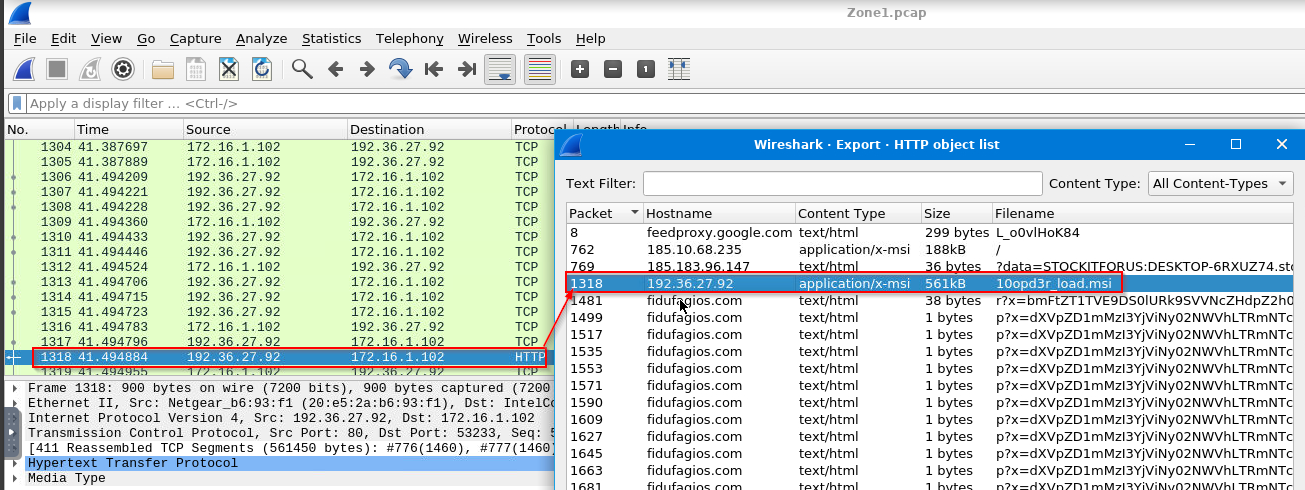 Zone1.pcap
File Edit View Go Capture Analyze Statistics Telephony Wireless Tools Help
Apply a display filter ... <Ctrl-/>
No. Time Source Destination Protocol Length Info
1304 41.387697 172.16.1.102 192.36.27.92 TCP
1305 41.387889 172.16.1.102 192.36.27.92 TCP
1306 41.494209 192.36.27.92 172.16.1.102 TCP
1307 41.494221 192.36.27.92 172.16.1.102 TCP
1308 41.494228 192.36.27.92 172.16.1.102 TCP
1309 41.494360 172.16.1.102 192.36.27.92 TCP
1310 41.494433 192.36.27.92 172.16.1.102 TCP
1311 41.494446 192.36.27.92 172.16.1.102 TCP
1312 41.494524 172.16.1.102 192.36.27.92 TCP
1313 41.494706 192.36.27.92 172.16.1.102 TCP
1314 41.494715 192.36.27.92 172.16.1.102 TCP
1315 41.494723 192.36.27.92 172.16.1.102 TCP
1316 41.494783 172.16.1.102 192.36.27.92 TCP
1317 41.494796 192.36.27.92 172.16.1.102 TCP
1318 41.494884 192.36.27.92 172.16.1.102 HTTP
1319 41.494955 172.16.1.102 192.36.27.92 TCP
Frame 1318: 900 bytes on wire (7200 bits), 900 bytes captured (7200
Ethernet II, Src: Netgear_b6:93:f1 (20:e5:2a:b6:93:f1), Dst: IntelCo
Internet Protocol Version 4, Src: 192.36.27.92, Dst: 172.16.1.102
Transmission Control Protocol, Src Port: 80, Dst Port: 53233, Seq: 5
[411 Reassembled TCP Segments (561450 bytes): #776(1460), #777(1460)
Hypertext Transfer Protocol
Media Type
Wireshark · Export · HTTP object list
Text Filter: Content Type: All Content-Types
Packet Hostname Content Type Size Filename
8 feedproxy.google.com text/html 299 bytes L_o0vlHoK84
762 185.10.68.235 application/x-msi 188kB /
769 185.183.96.147 text/html 36 bytes ?data=STOCKITFORUS:DESKTOP-6RXUZ74.sto
1318 192.36.27.92 application/x-msi 561kB 10opd3r_load.msi
1481 fidufagios.com text/html 38 bytes r?x=bmFtZT1TVE9DS0lURk9SVVNcZHdpZ2h0
1499 fidufagios.com text/html 1 bytes p?x=dXVpZD1mMzI3YjViNy02NWVhLTRmNTc
1517 fidufagios.com text/html 1 bytes p?x=dXVpZD1mMzI3YjViNy02NWVhLTRmNTc
1535 fidufagios.com text/html 1 bytes p?x=dXVpZD1mMzI3YjViNy02NWVhLTRmNTc
1553 fidufagios.com text/html 1 bytes p?x=dXVpZD1mMzI3YjViNy02NWVhLTRmNTc
1571 fidufagios.com text/html 1 bytes p?x=dXVpZD1mMzI3YjViNy02NWVhLTRmNTc
1590 fidufagios.com text/html 1 bytes p?x=dXVpZD1mMzI3YjViNy02NWVhLTRmNTc
1609 fidufagios.com text/html 1 bytes p?x=dXVpZD1mMzI3YjViNy02NWVhLTRmNTc
1627 fidufagios.com text/html 1 bytes p?x=dXVpZD1mMzI3YjViNy02NWVhLTRmNTc
1645 fidufagios.com text/html 1 bytes p?x=dXVpZD1mMzI3YjViNy02NWVhLTRmNTc
1663 fidufagios.com text/html 1 bytes p?x=dXVpZD1mMzI3YjViNy02NWVhLTRmNTc
1681 fidufagios.com text/html 1 bytes p?x=dXVpZD1mMzI3YjViNy02NWVhLTRmNTc